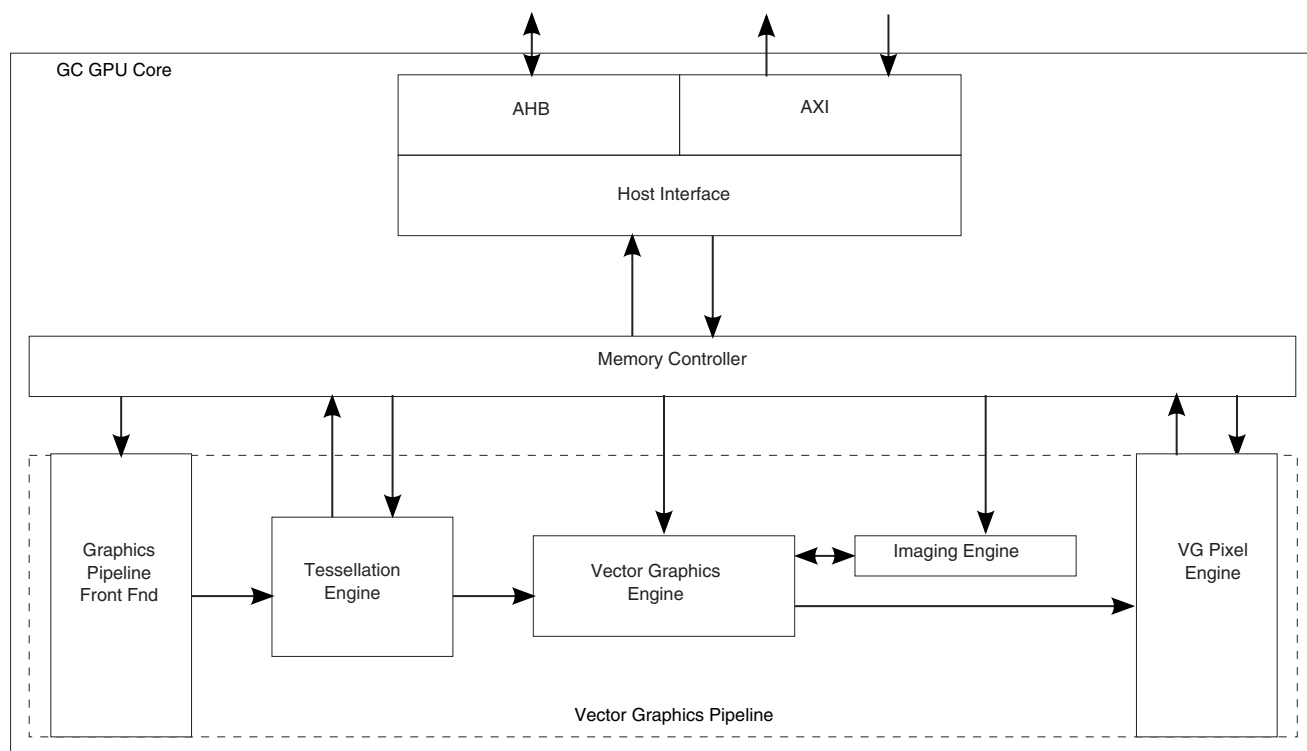 GC GPU Core
AHB
AXI
Host Interface
Memory Controller
Graphics
Pipeline
Front Fnd
Tessellation
Engine
Vector Graphics
Engine
Imaging Engine
VG Pixel
Engine
Vector Graphics Pipeline